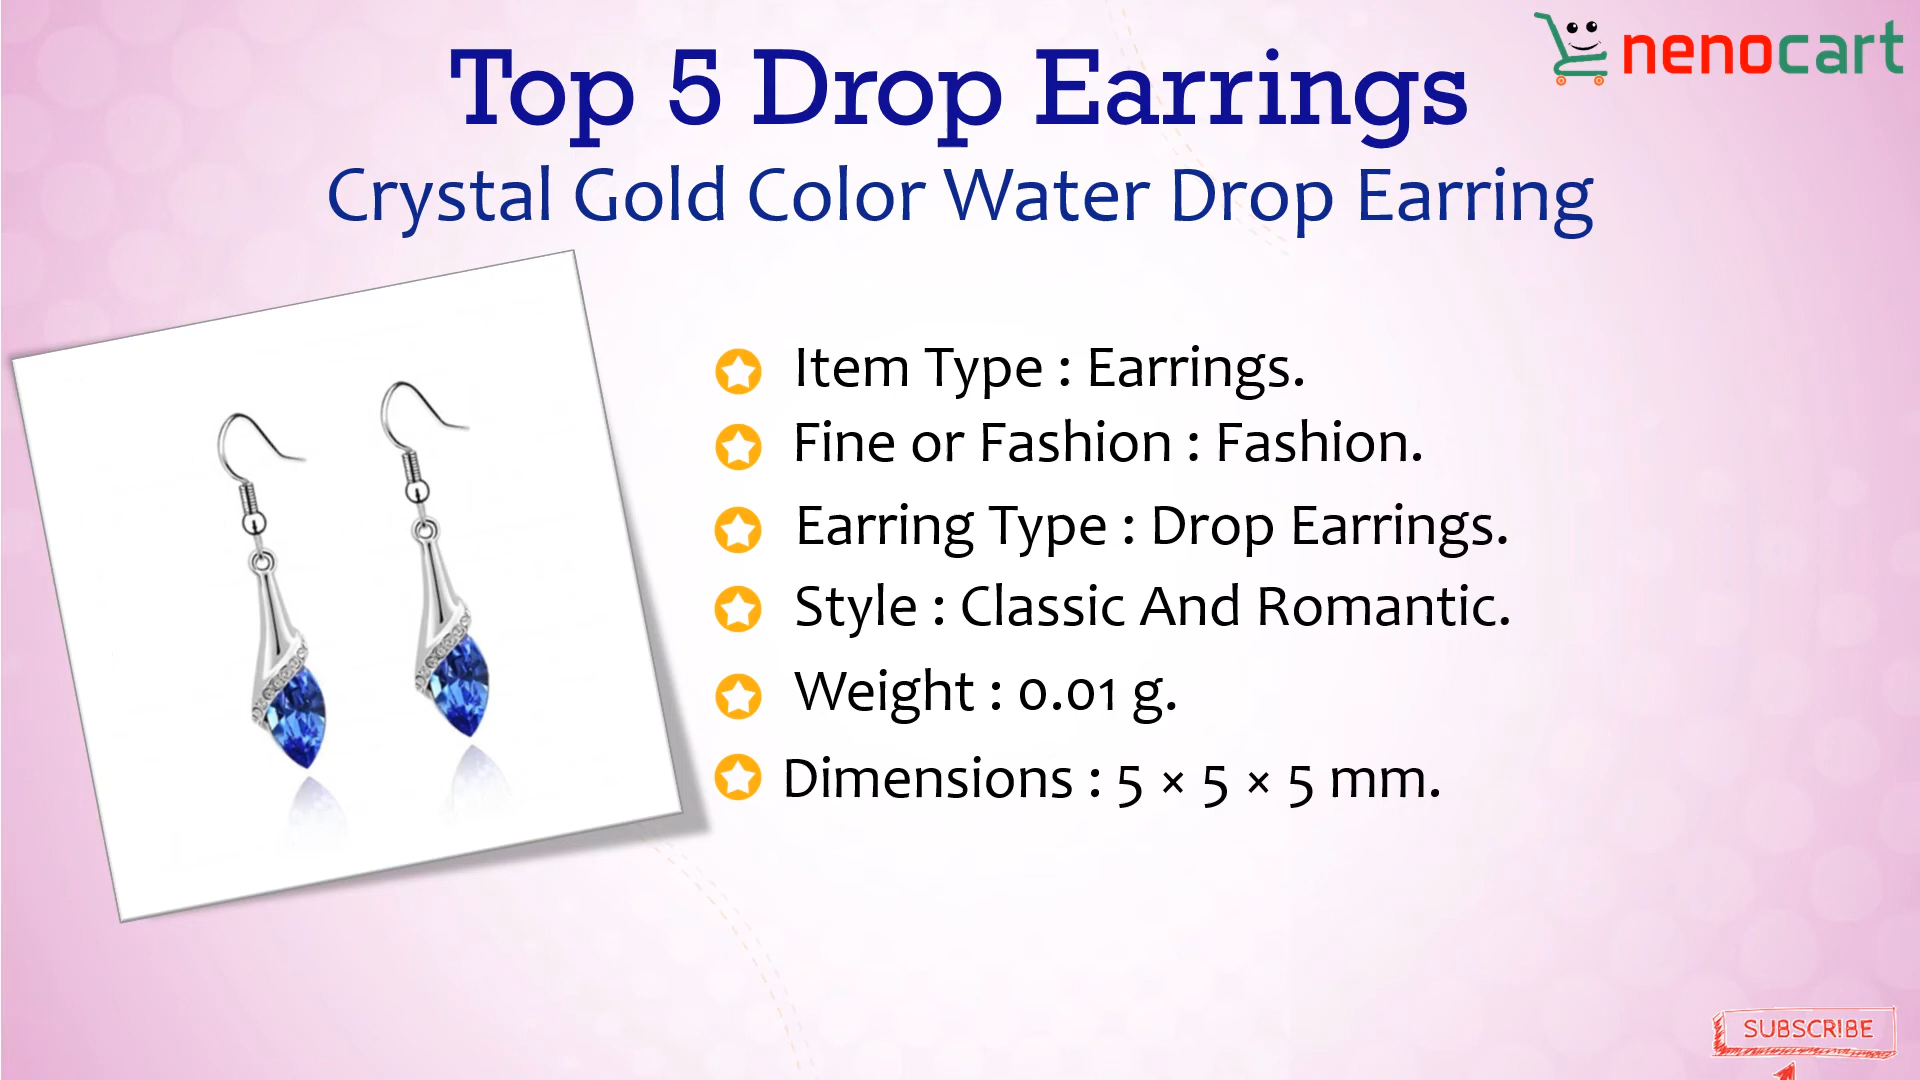 nenocart
Top 5 Drop Earrings
Crystal Gold Color Water Drop Earring
Item Type : Earrings.
Fine or Fashion : Fashion.
Earring Type : Drop Earrings.
Style : Classic And Romantic.
Weight : 0.01 g.
Dimensions : 5 × 5 × 5 mm.
SUBSCRIBE